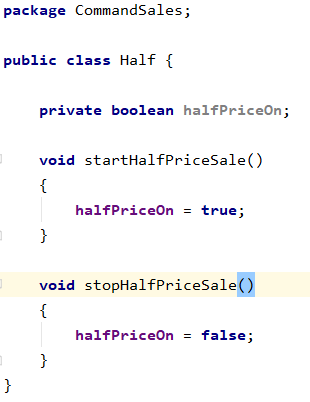 package CommandSales;
public class Half {
private boolean halfPriceOn;
void startHalfPriceSale()
{
halfPriceOn = true;
}
void stopHalfPriceSale()
{
halfPriceOn = false;
}
}